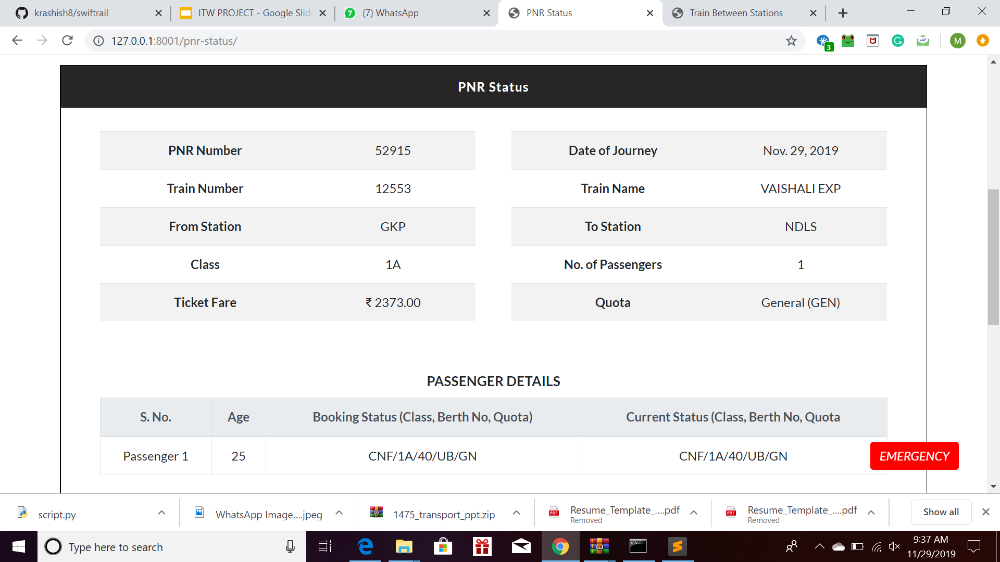 krashish8/swiftrail
ITW PROJECT - Google Slid
7
(7) WhatsApp
PNR Status
Train Between Stations
127.0.0.1:8001/pnr-status/
3
M
PNR Status
PNR Number 52915
Date of Journey Nov. 29, 2019
Train Number 12553
Train Name VAISHALI EXP
From Station GKP
To Station NDLS
Class 1A
No. of Passengers 1
Ticket Fare ₹ 2373.00
Quota General (GEN)
PASSENGER DETAILS
S. No. Age Booking Status (Class, Berth No, Quota) Current Status (Class, Berth No, Quota
Passenger 1 25 CNF/1A/40/UB/GN CNF/1A/40/UB/GN
EMERGENCY
script.py
WhatsApp Image....jpeg
1475_transport_ppt.zip
PDF
Resume_Template_....pdf
Removed
PDF
Resume_Template_....pdf
Removed
Show all
Type here to search
9:37 AM
11/29/2019